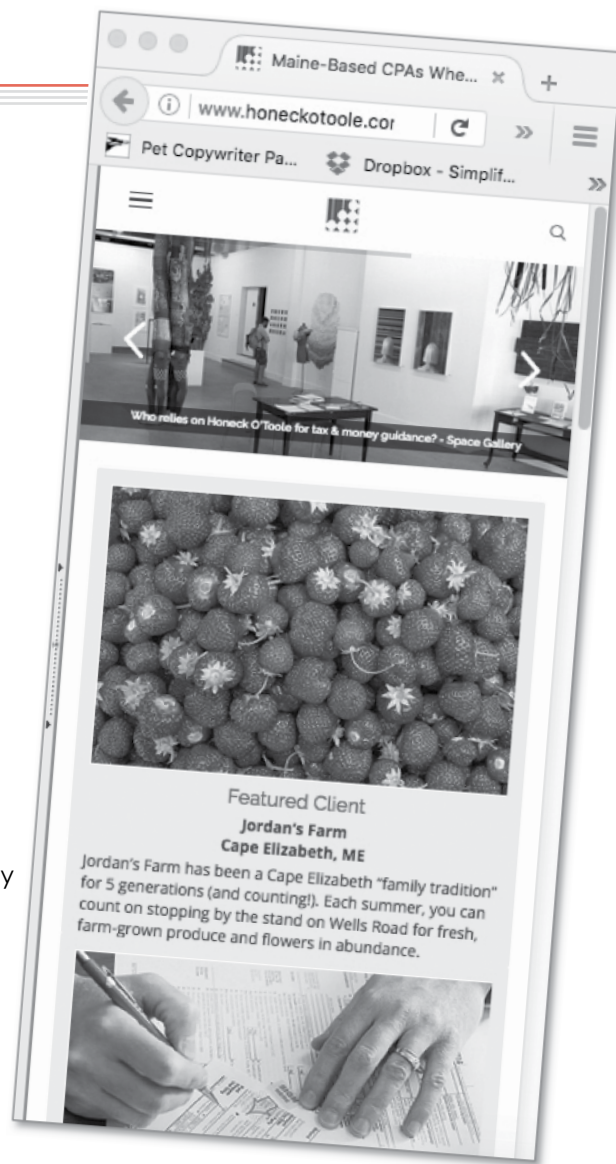 Maine-Based CPAs Whe...
www.honeckotoole.cor
Pet Copywriter Pa...
Dropbox - Simplif...
Who relies on Honeck O'Toole for tax & money guidance? - Space Gallery
Featured Client
Jordan's Farm
Cape Elizabeth, ME
Jordan's Farm has been a Cape Elizabeth "family tradition"
for 5 generations (and counting!). Each summer, you can
count on stopping by the stand on Wells Road for fresh,
farm-grown produce and flowers in abundance.
y